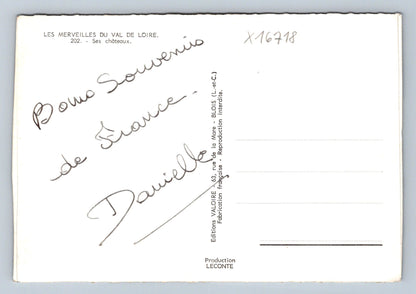 LES MERVEILLES DU VAL DE LOIRE.
202. - Ses châteaux.
X16718
Bons Souvenirs
de France.
Danielle
Editions VALOIRE - 60, rue de la Mare - BLOIS (L.-et-C.)
Fabrication française - Reproduction interdite.
Production
LECONTE